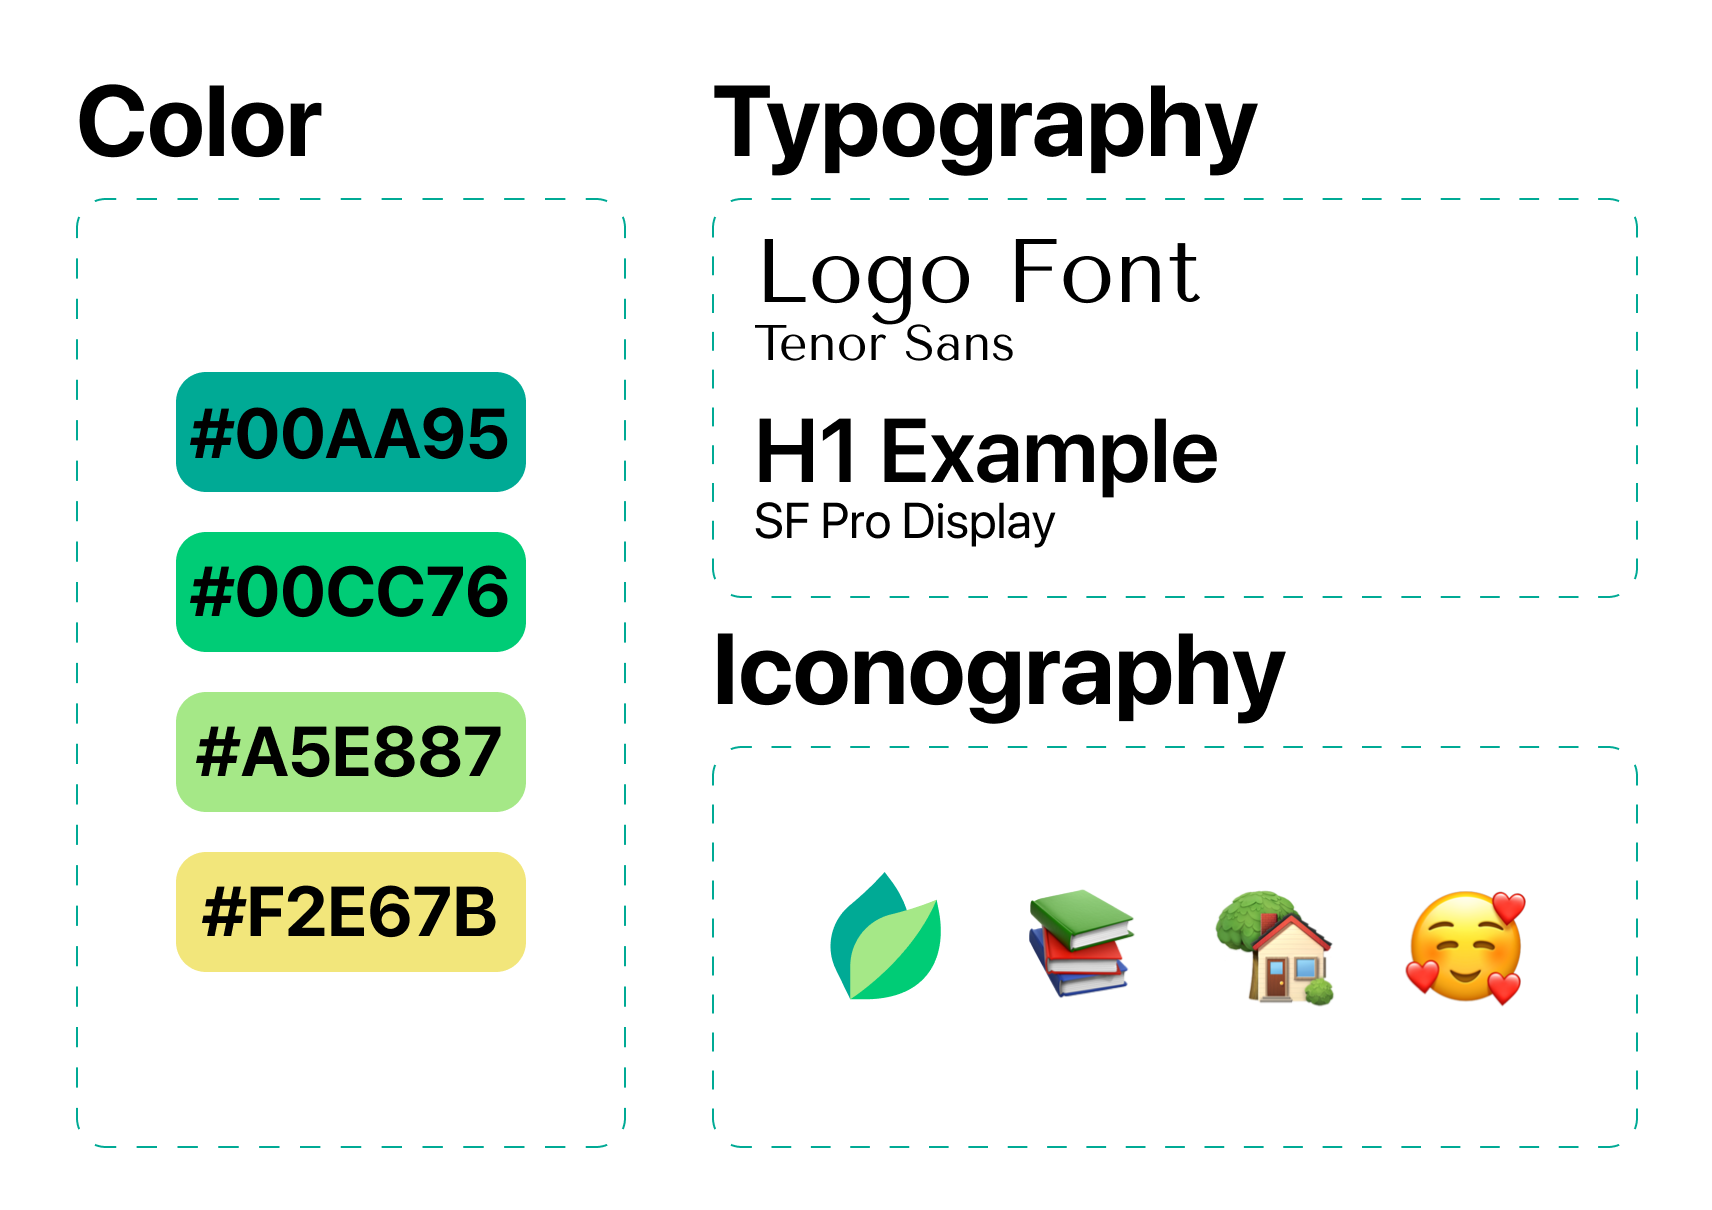 Color
#00AA95
#00CC76
#A5E887
#F2E67B
Typography
Logo Font
Tenor Sans
H1 Example
SF Pro Display
Iconography